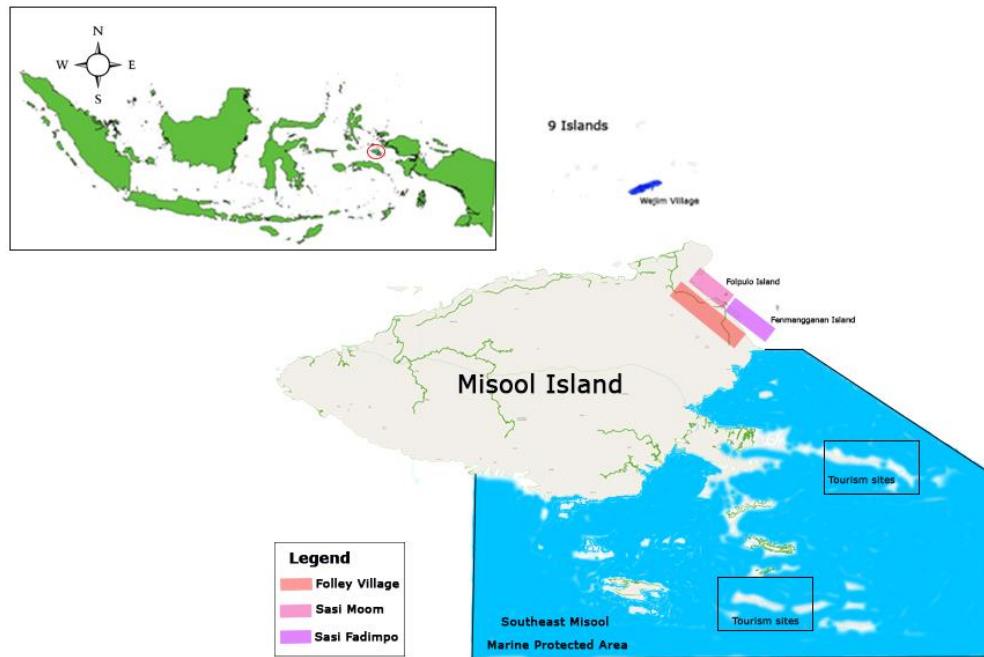 N
W E
S
9 Islands
Wejim Village
Folpulo Island
Fenmangganan Island
Misool Island
Tourism sites
Legend
Folley Village
Sasi Moom
Sasi Fadimpo
Southeast Misool
Marine Protected Area
Tourism sites